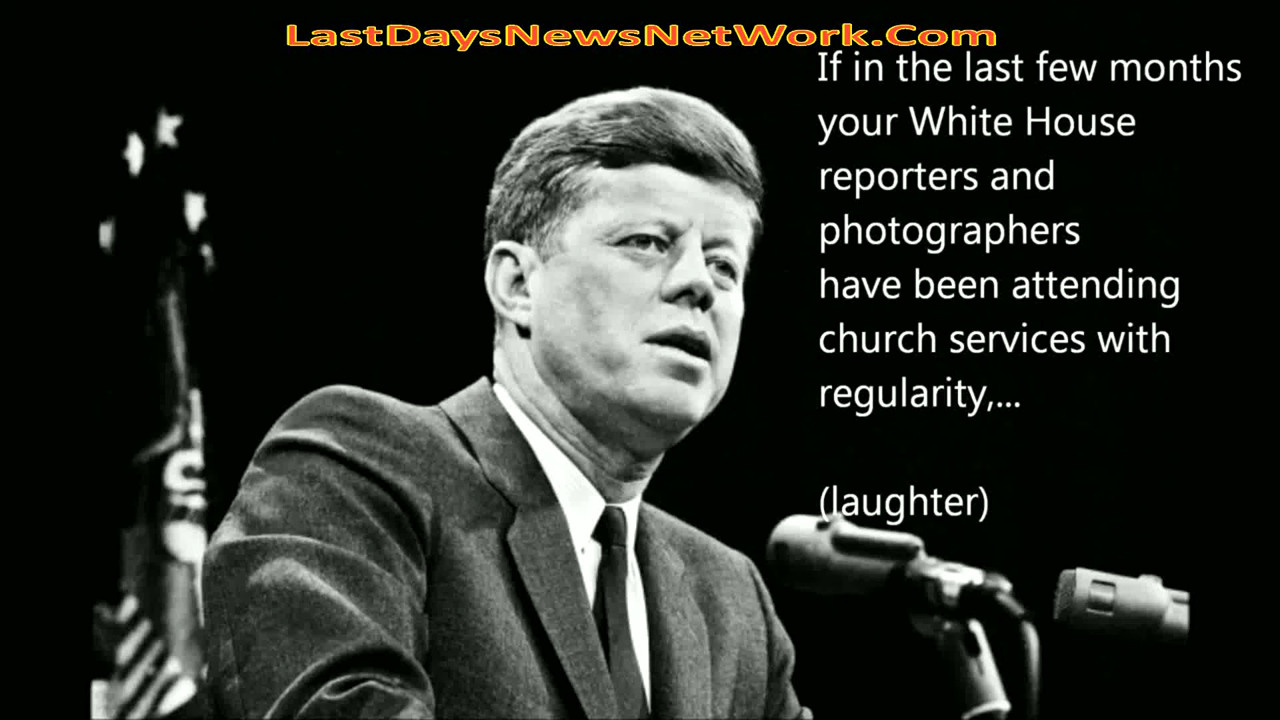 LastDaysNewsNetWork.Com
If in the last few months
your White House
reporters and
photographers
have been attending
church services with
regularity,...
(laughter)